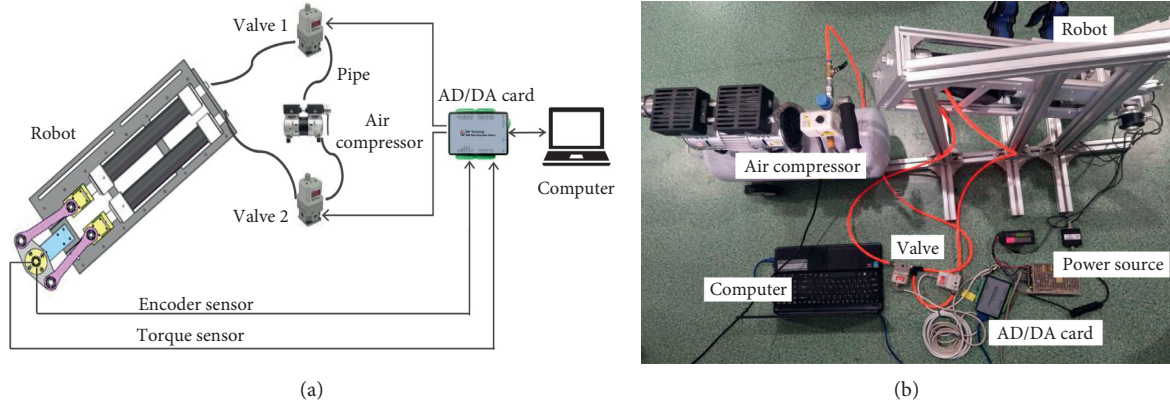 Valve 1
Pipe
AD/DA card
Robot
Air
compressor
Computer
Valve 2
Encoder sensor
Torque sensor
(a)
Robot
Air compressor
Valve
Power source
Computer
AD/DA card
(b)